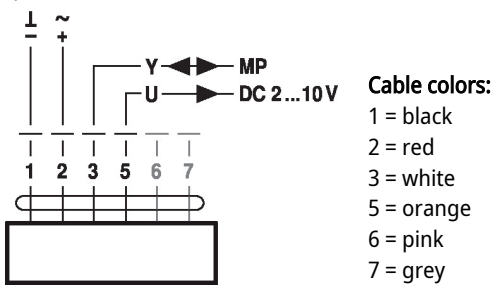 ⊥ ~
– +
Y MP
U DC 2...10 V
1 2 3 5 6 7
Cable colors:
1 = black
2 = red
3 = white
5 = orange
6 = pink
7 = grey